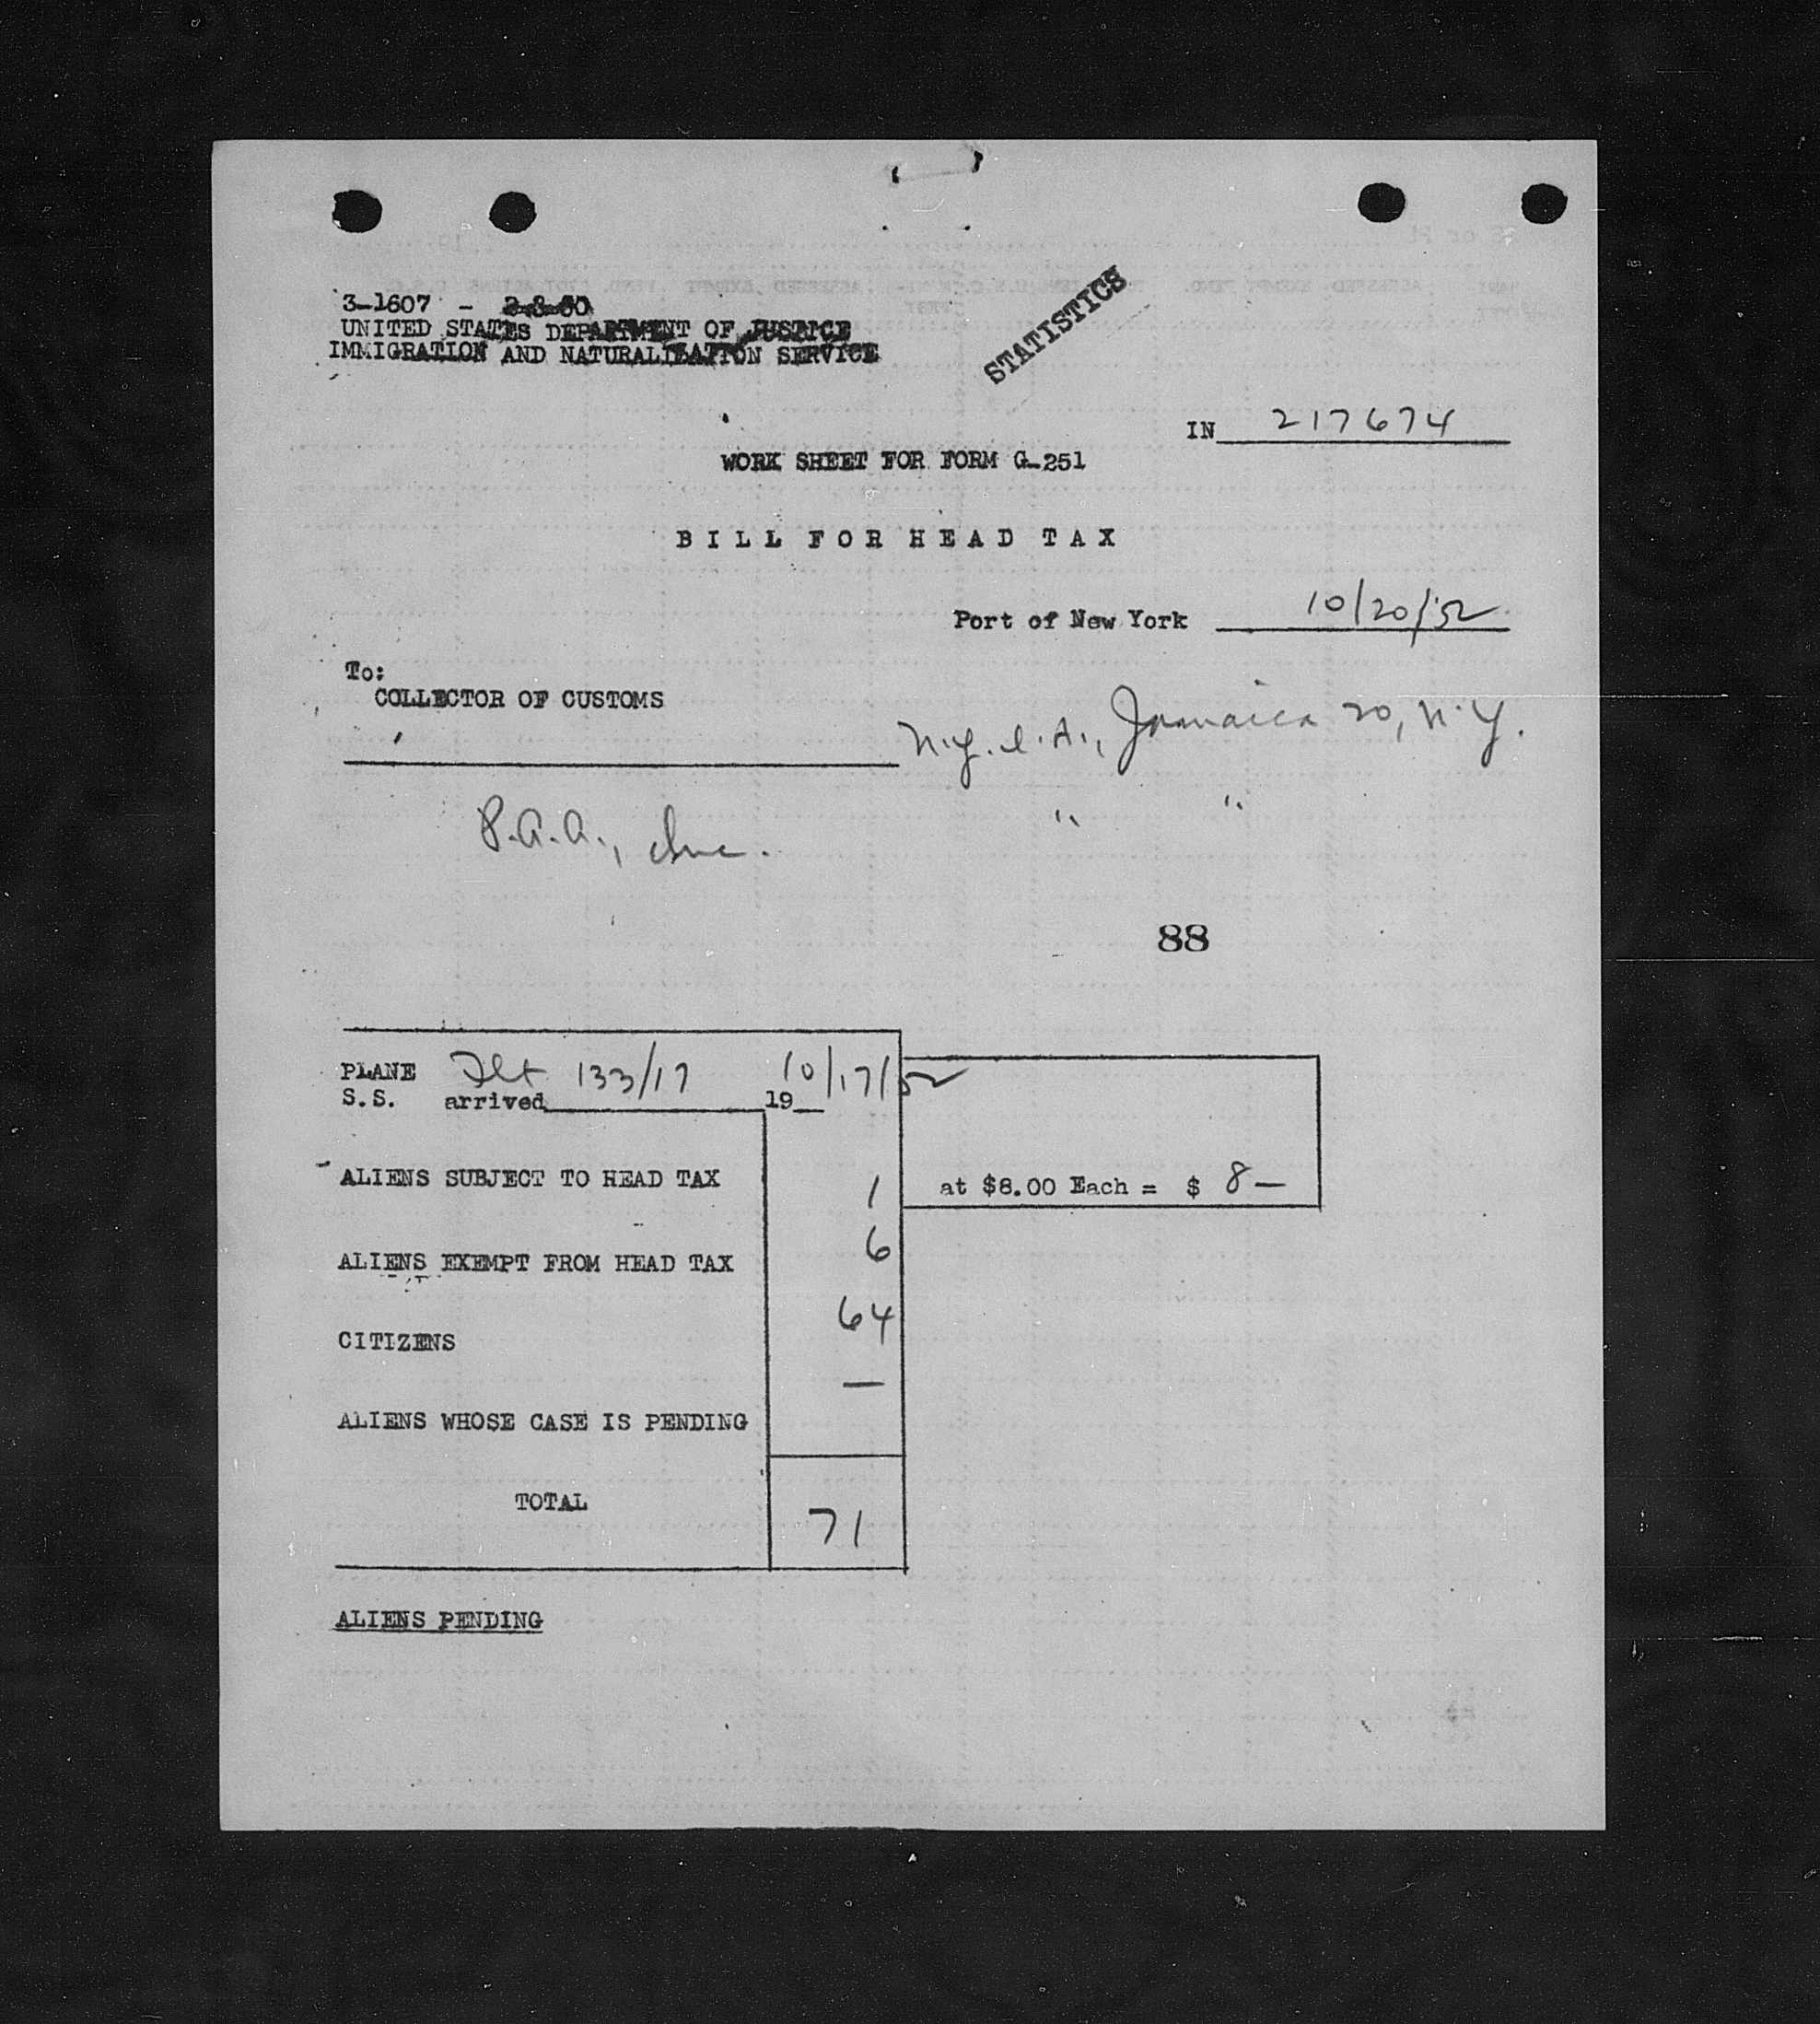 3-1607 - 2-8-50
UNITED STATES DEPARTMENT OF JUSTICE
IMMIGRATION AND NATURALIZATION SERVICE
STATISTICS
IN 217674
WORK SHEET FOR FORM G-251
BILL FOR HEAD TAX
Port of New York 10/20/52
To:
COLLECTOR OF CUSTOMS
N.Y.I.A., Jamaica 20, N.Y.
P.A.A., Inc. " "
88
PLANE Flt 133/17 10/17/52
S.S. arrived 19
ALIENS SUBJECT TO HEAD TAX 1 at $8.00 Each = $ 8—
ALIENS EXEMPT FROM HEAD TAX 6
CITIZENS 64
ALIENS WHOSE CASE IS PENDING —
TOTAL 71
ALIENS PENDING